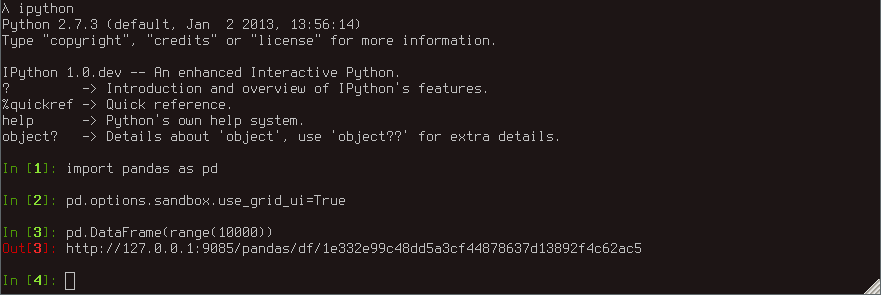 λ ipython
Python 2.7.3 (default, Jan  2 2013, 13:56:14)
Type "copyright", "credits" or "license" for more information.
IPython 1.0.dev -- An enhanced Interactive Python.
?         -> Introduction and overview of IPython's features.
%quickref -> Quick reference.
help      -> Python's own help system.
object?   -> Details about 'object', use 'object??' for extra details.
In [1]: import pandas as pd
In [2]: pd.options.sandbox.use_grid_ui=True
In [3]: pd.DataFrame(range(10000))
Out[3]: http://127.0.0.1:9085/pandas/df/1e332e99c48dd5a3cf44878637d13892f4c62ac5
In [4]: